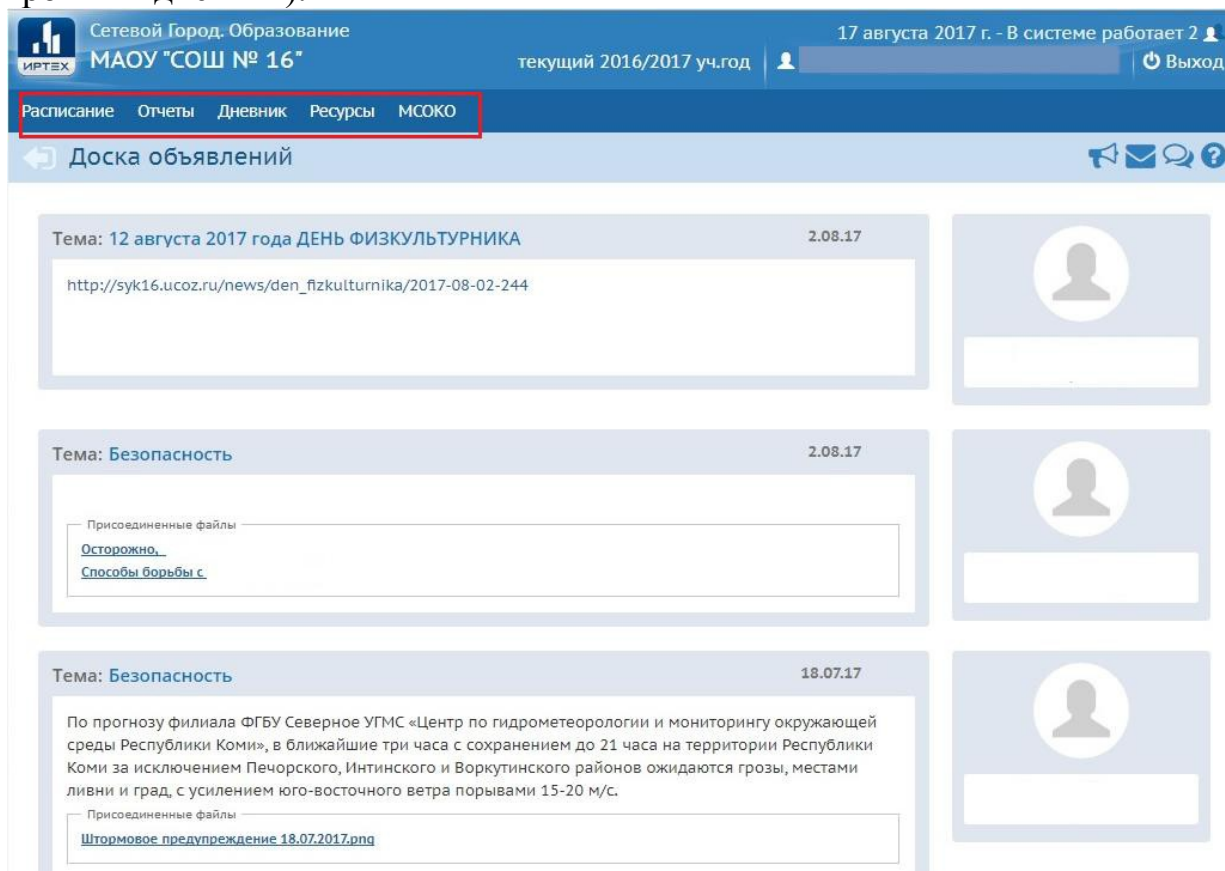 Сетевой Город. Образование
17 августа 2017 г. - В системе работает 2
ИРТЕХ
МАОУ "СОШ № 16"
текущий 2016/2017 уч.год
Выход
Расписание Отчеты Дневник Ресурсы МСОКО
Доска объявлений
Тема: 12 августа 2017 года ДЕНЬ ФИЗКУЛЬТУРНИКА 2.08.17
http://syk16.ucoz.ru/news/den_fizkulturnika/2017-08-02-244
Тема: Безопасность 2.08.17
Присоединенные файлы
Осторожно,
Способы борьбы с
Тема: Безопасность 18.07.17
По прогнозу филиала ФГБУ Северное УГМС «Центр по гидрометеорологии и мониторингу окружающей
среды Республики Коми», в ближайшие три часа с сохранением до 21 часа на территории Республики
Коми за исключением Печорского, Интинского и Воркутинского районов ожидаются грозы, местами
ливни и град, с усилением юго-восточного ветра порывами 15-20 м/с.
Присоединенные файлы
Штормовое предупреждение 18.07.2017.png